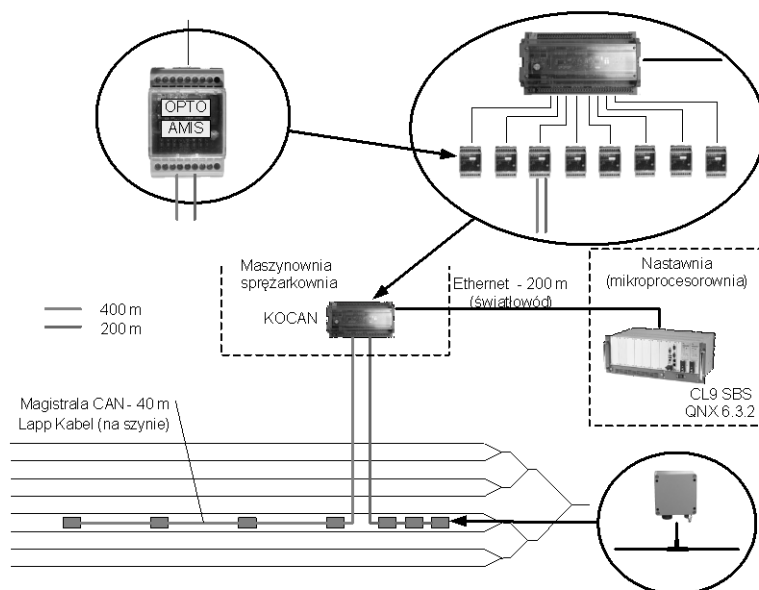 OPTO
AMIS
Maszynownia
sprężarkownia
KOCAN
Ethernet - 200 m
(światłowód)
Nastawnia
(mikroprocesorownia)
400 m
200 m
CL9 SBS
QNX 6.3.2
Magistrala CAN - 40 m
Lapp Kabel (na szynie)